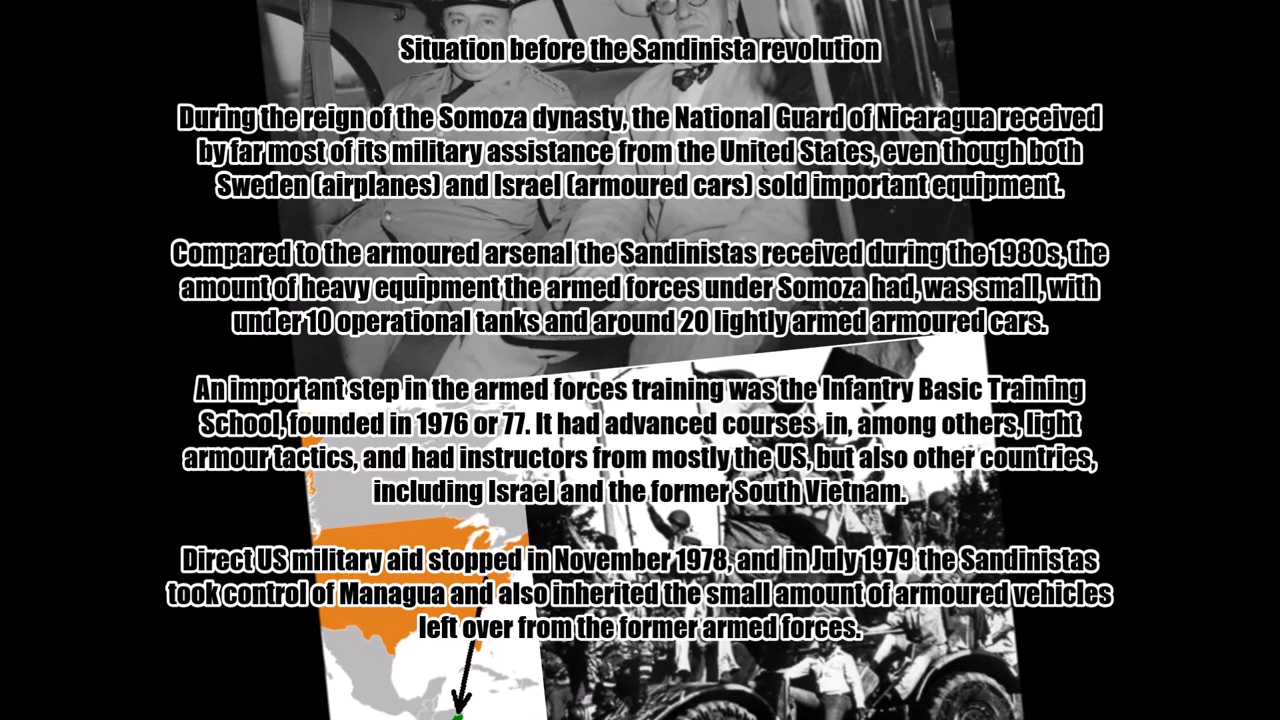 Situation before the Sandinista revolution
During the reign of the Somoza dynasty, the National Guard of Nicaragua received
by far most of its military assistance from the United States, even though both
Sweden (airplanes) and Israel (armoured cars) sold important equipment.
Compared to the armoured arsenal the Sandinistas received during the 1980s, the
amount of heavy equipment the armed forces under Somoza had, was small, with
under 10 operational tanks and around 20 lightly armed armoured cars.
An important step in the armed forces training was the Infantry Basic Training
School, founded in 1976 or 77. It had advanced courses  in, among others, light
armour tactics, and had instructors from mostly the US, but also other countries,
including Israel and the former South Vietnam.
Direct US military aid stopped in November 1978, and in July 1979 the Sandinistas
took control of Managua and also inherited the small amount of armoured vehicles
left over from the former armed forces.